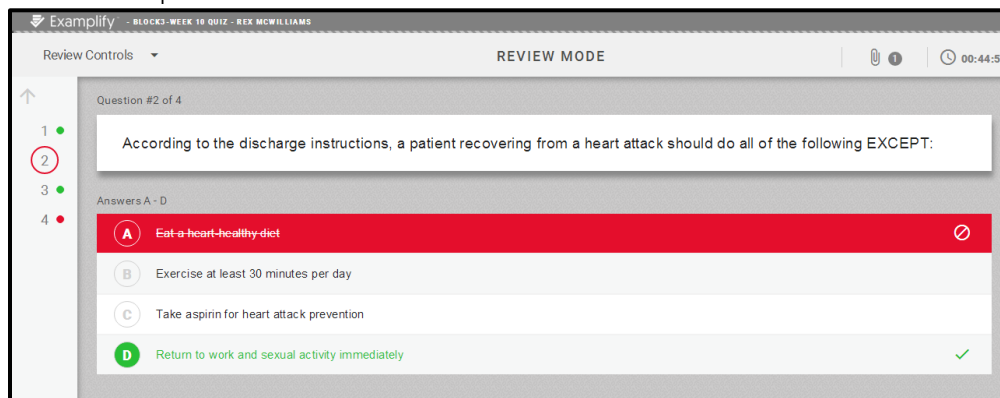 Examplify - BLOCK3-WEEK 10 QUIZ - REX MCWILLIAMS
Review Controls
REVIEW MODE
1
00:44:5
Question #2 of 4
According to the discharge instructions, a patient recovering from a heart attack should do all of the following EXCEPT:
1
2
3
4
Answers A - D
A Eat a heart-healthy diet
B Exercise at least 30 minutes per day
C Take aspirin for heart attack prevention
D Return to work and sexual activity immediately